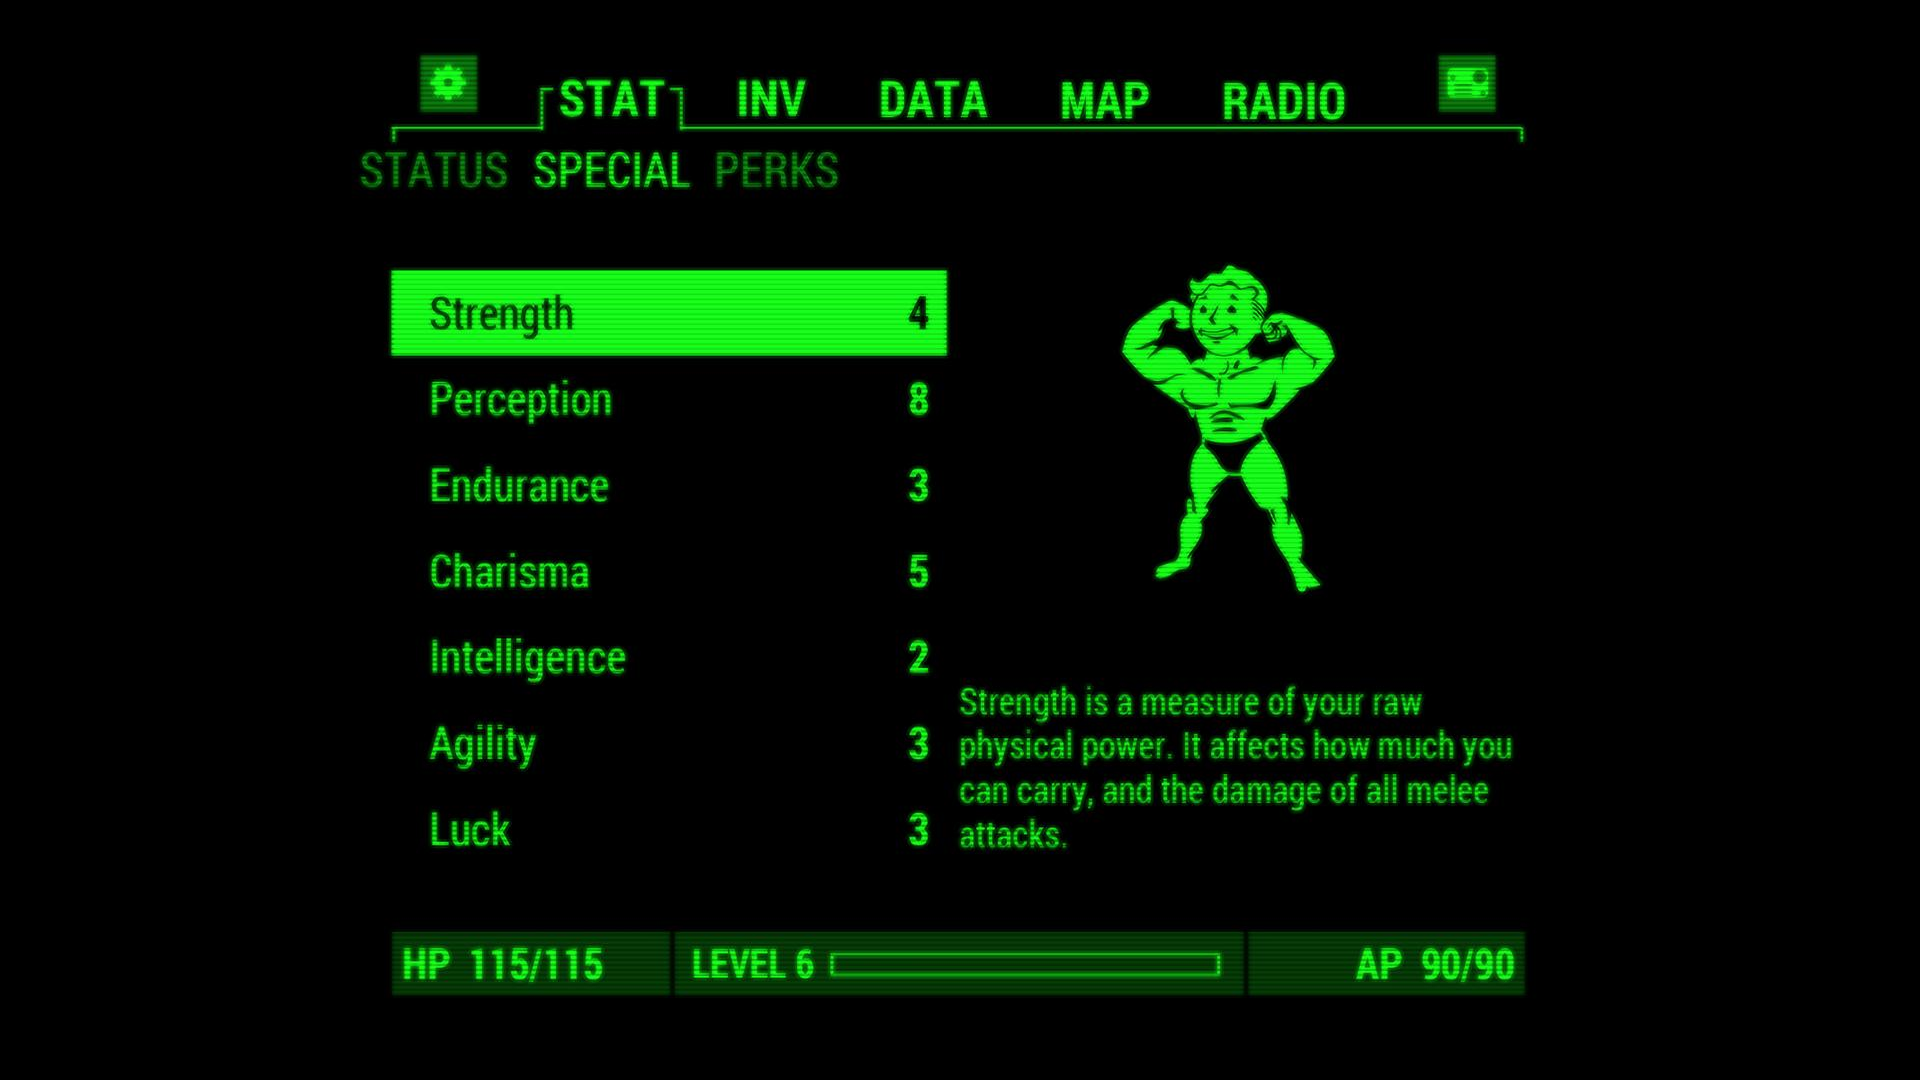 STAT INV DATA MAP RADIO
STATUS SPECIAL PERKS
Strength 4
Perception 8
Endurance 3
Charisma 5
Intelligence 2
Agility 3
Luck 3
Strength is a measure of your raw
physical power. It affects how much you
can carry, and the damage of all melee
attacks.
HP 115/115 LEVEL 6 AP 90/90